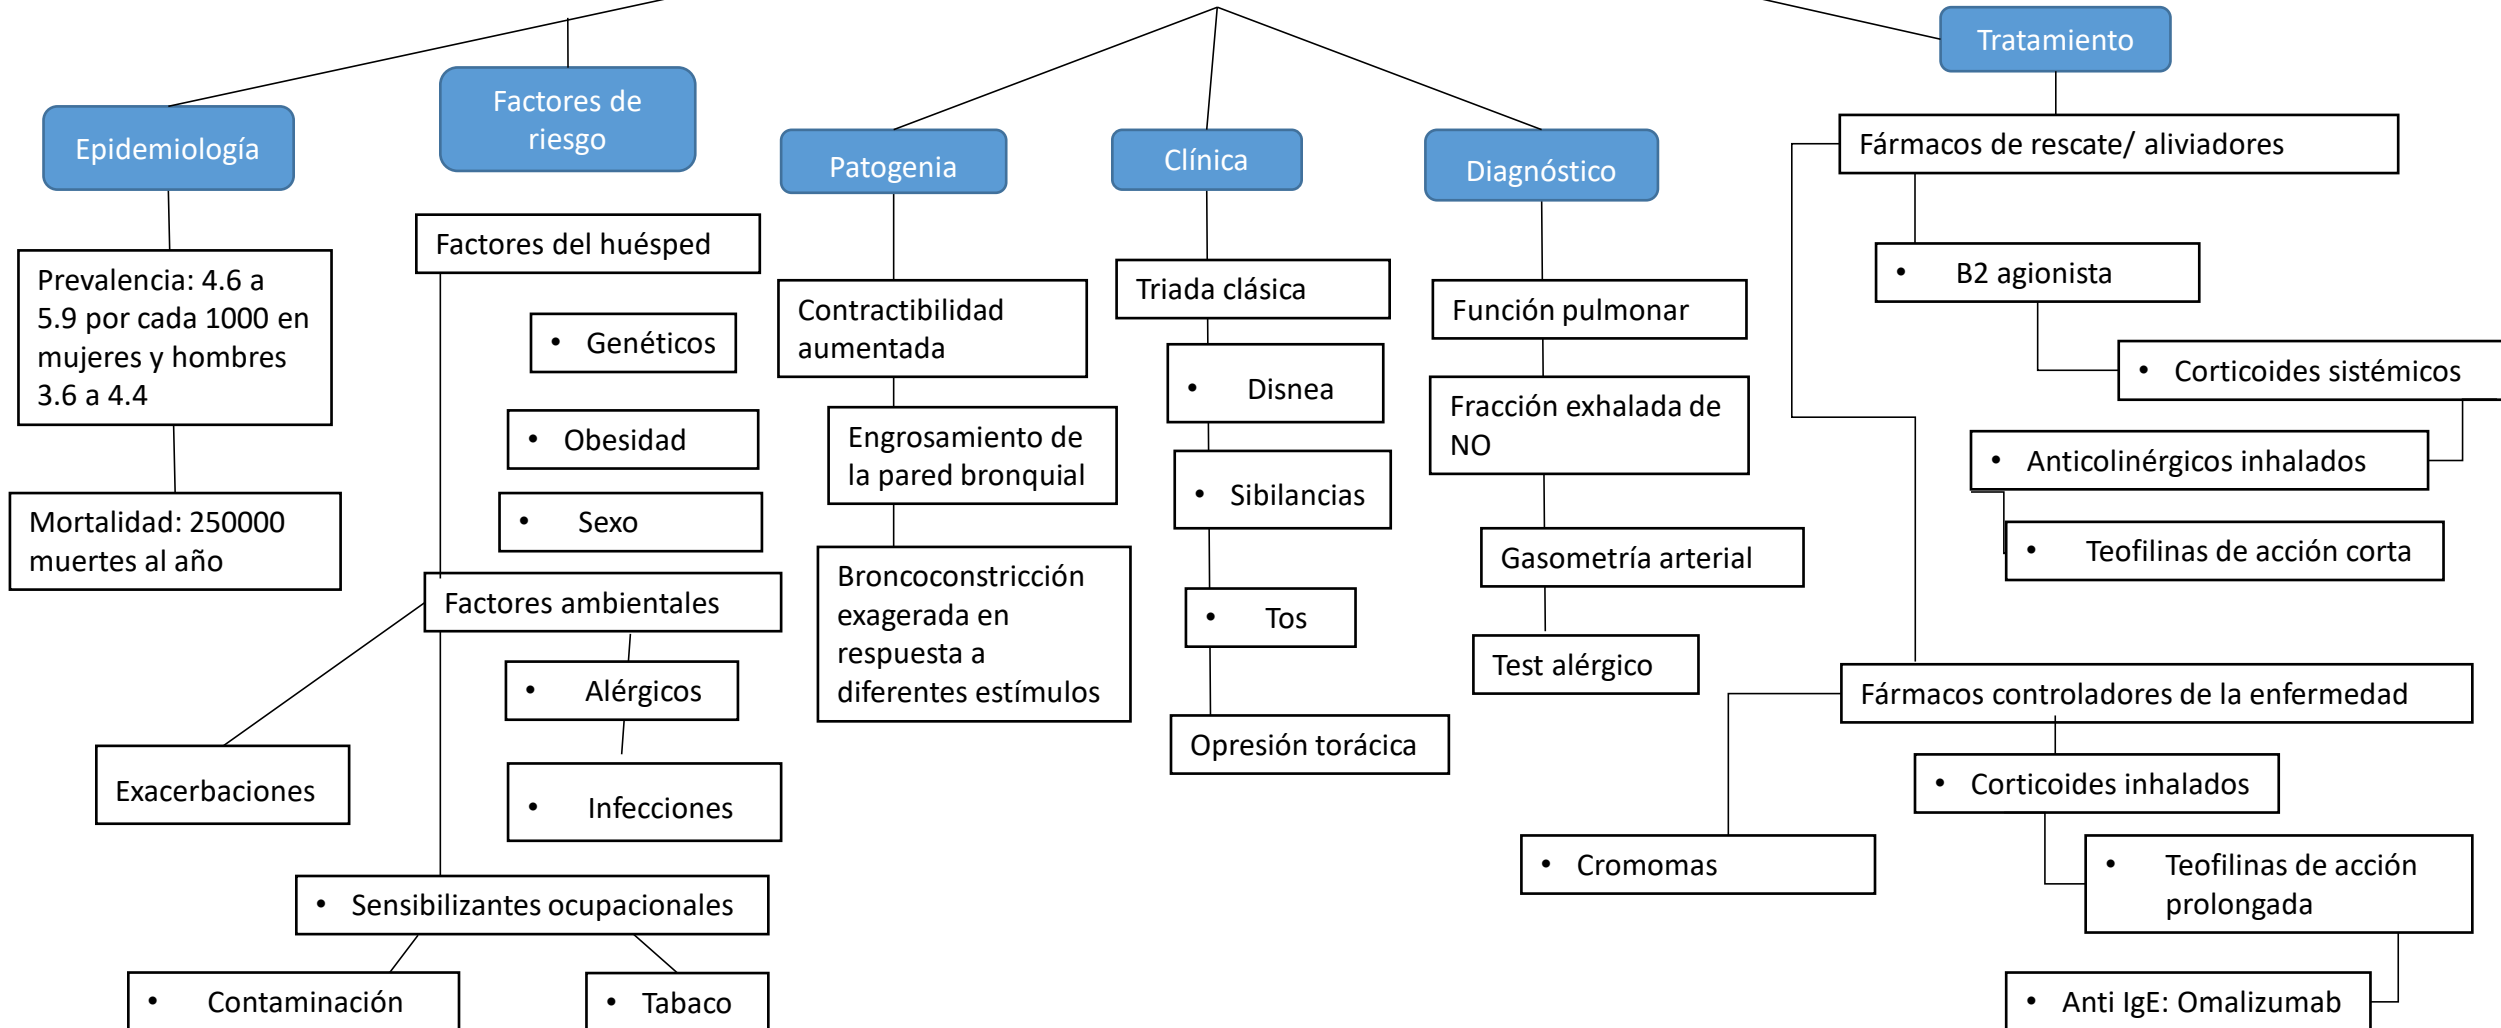 Epidemiología
Prevalencia: 4.6 a
5.9 por cada 1000 en
mujeres y hombres
3.6 a 4.4
Mortalidad: 250000
muertes al año
Factores de
riesgo
Factores del huésped
• Genéticos
• Obesidad
• Sexo
Factores ambientales
Exacerbaciones
• Alérgicos
• Infecciones
• Sensibilizantes ocupacionales
• Contaminación
• Tabaco
Patogenia
Contractibilidad
aumentada
Engrosamiento de
la pared bronquial
Broncoconstricción
exagerada en
respuesta a
diferentes estímulos
Clínica
Triada clásica
• Disnea
• Sibilancias
• Tos
Opresión torácica
Diagnóstico
Función pulmonar
Fracción exhalada de
NO
Gasometría arterial
Test alérgico
Tratamiento
Fármacos de rescate/ aliviadores
• B2 agionista
• Corticoides sistémicos
• Anticolinérgicos inhalados
• Teofilinas de acción corta
Fármacos controladores de la enfermedad
• Corticoides inhalados
• Cromomas
• Teofilinas de acción
prolongada
• Anti IgE: Omalizumab